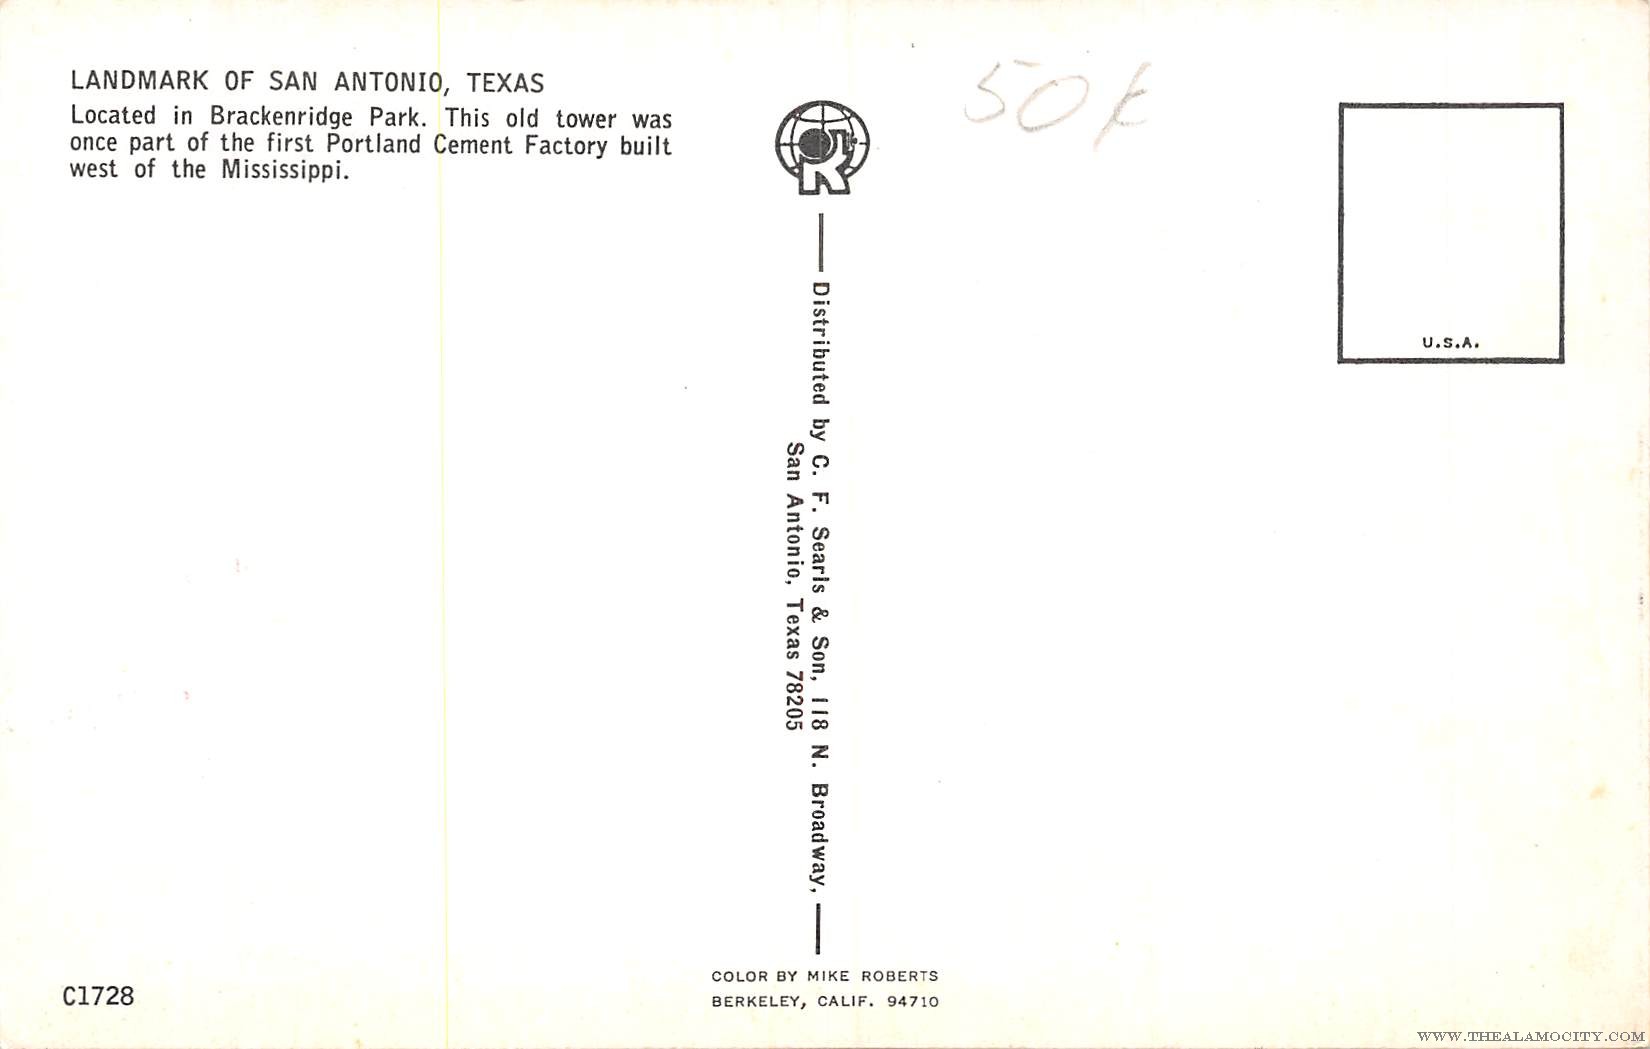 LANDMARK OF SAN ANTONIO, TEXAS
Located in Brackenridge Park. This old tower was
once part of the first Portland Cement Factory built
west of the Mississippi.
C1728
R
Distributed by C. F. Searls & Son, 118 N. Broadway,
San Antonio, Texas 78205
COLOR BY MIKE ROBERTS
BERKELEY, CALIF. 94710
50¢
U.S.A.
WWW.THEALAMOCITY.COM